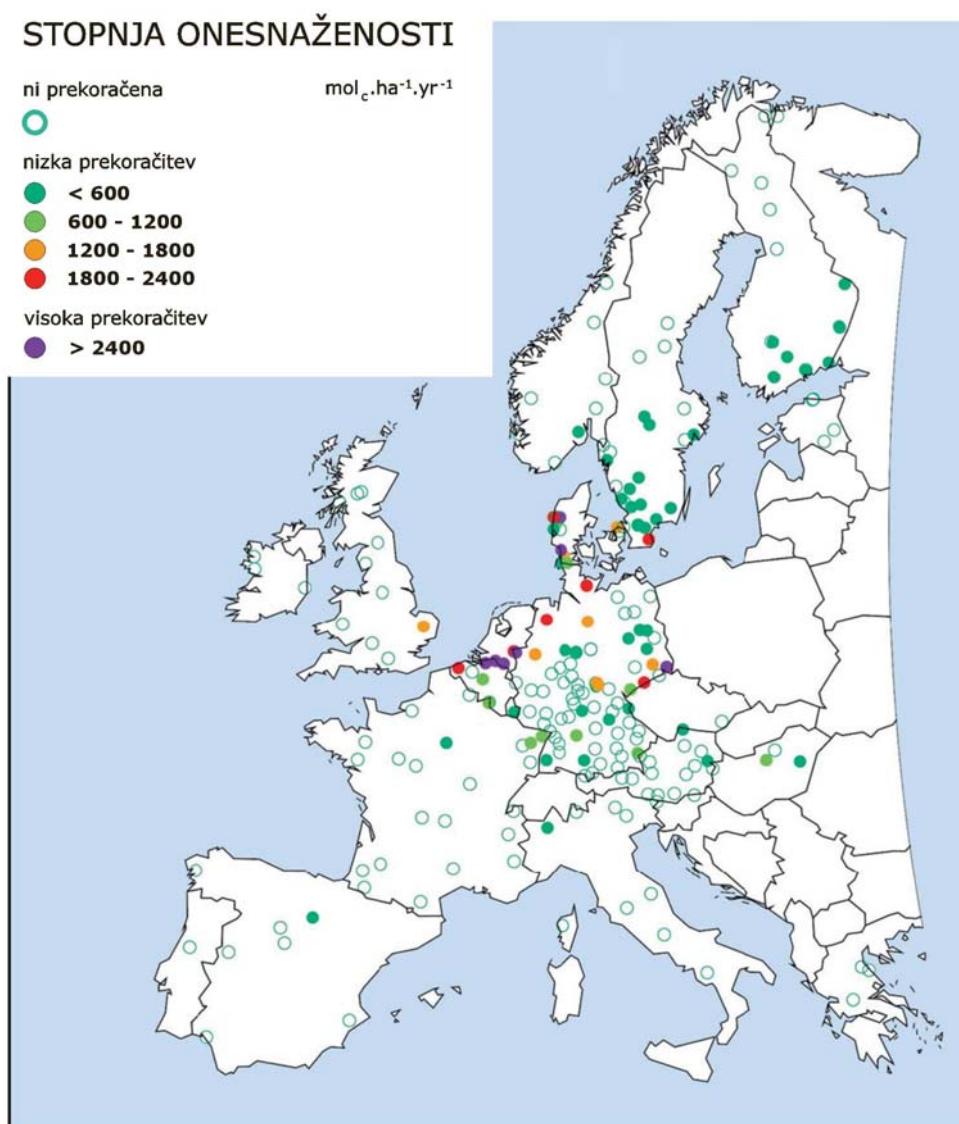 STOPNJA ONESNAŽENOSTI
ni prekoračena
mol_c.ha⁻¹.yr⁻¹
nizka prekoračitev
< 600
600 - 1200
1200 - 1800
1800 - 2400
visoka prekoračitev
> 2400